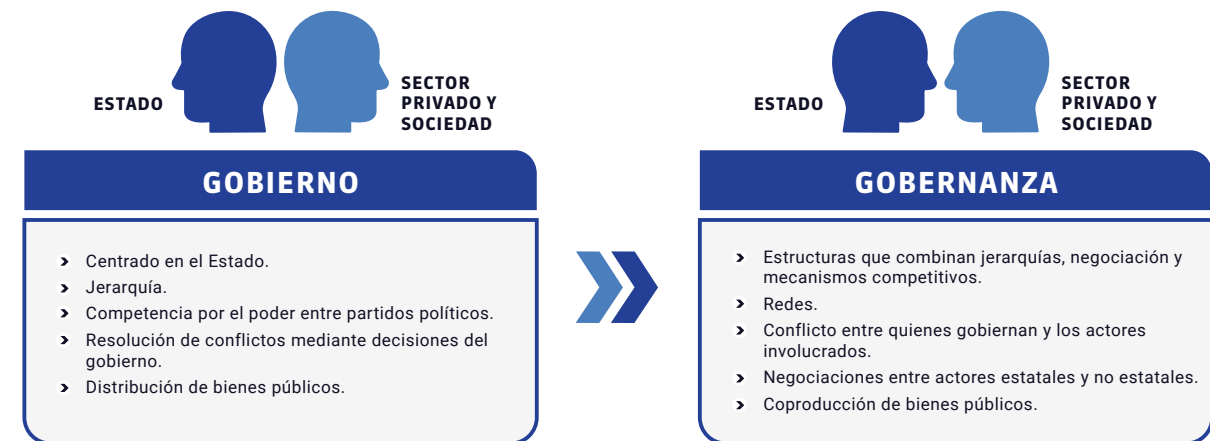 ESTADO
SECTOR
PRIVADO Y
SOCIEDAD
GOBIERNO
Centrado en el Estado.
Jerarquía.
Competencia por el poder entre partidos políticos.
Resolución de conflictos mediante decisiones del
gobierno.
Distribución de bienes públicos.
ESTADO
SECTOR
PRIVADO Y
SOCIEDAD
GOBERNANZA
Estructuras que combinan jerarquías, negociación y
mecanismos competitivos.
Redes.
Conflicto entre quienes gobiernan y los actores
involucrados.
Negociaciones entre actores estatales y no estatales.
Coproducción de bienes públicos.